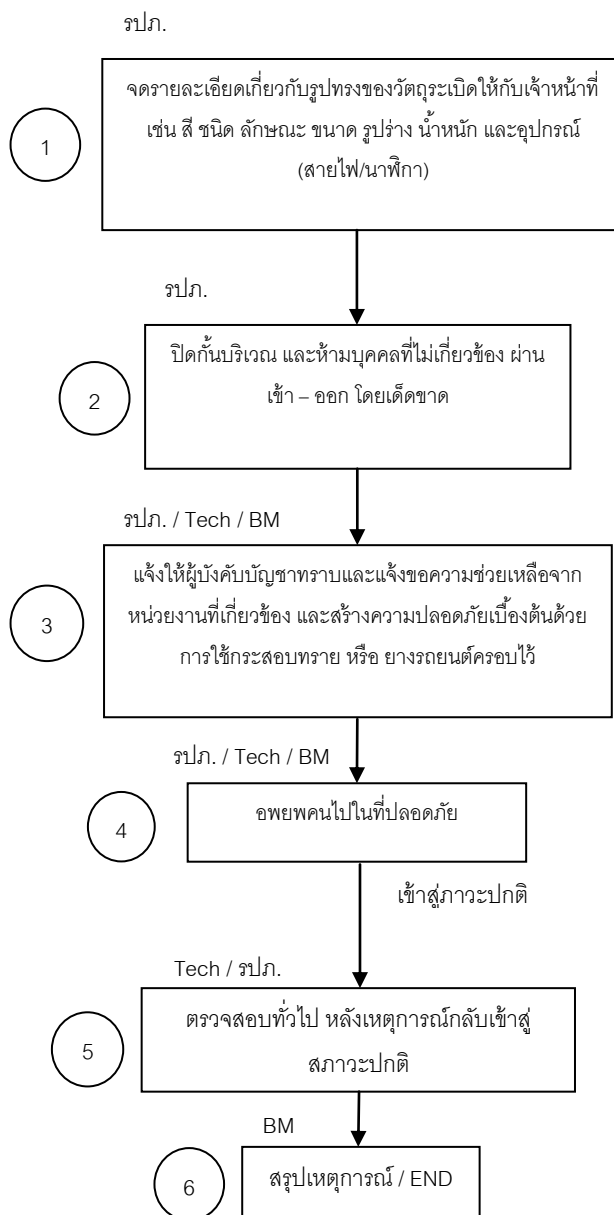 รปภ.
จดรายละเอียดเกี่ยวกับรูปทรงของวัตถุระเบิดให้กับเจ้าหน้าที่
เช่น สี ชนิด ลักษณะ ขนาด รูปร่าง น้ำหนัก และอุปกรณ์
(สายไฟ/นาฬิกา)
1
รปภ.
ปิดกั้นบริเวณ และห้ามบุคคลที่ไม่เกี่ยวข้อง ผ่าน
เข้า – ออก โดยเด็ดขาด
2
รปภ. / Tech / BM
แจ้งให้ผู้บังคับบัญชาทราบและแจ้งขอความช่วยเหลือจาก
หน่วยงานที่เกี่ยวข้อง และสร้างความปลอดภัยเบื้องต้นด้วย
การใช้กระสอบทราย หรือ ยางรถยนต์ครอบไว้
3
รปภ. / Tech / BM
อพยพคนไปในที่ปลอดภัย
4
เข้าสู่ภาวะปกติ
Tech / รปภ.
ตรวจสอบทั่วไป หลังเหตุการณ์กลับเข้าสู่
สภาวะปกติ
5
BM
สรุปเหตุการณ์ / END
6